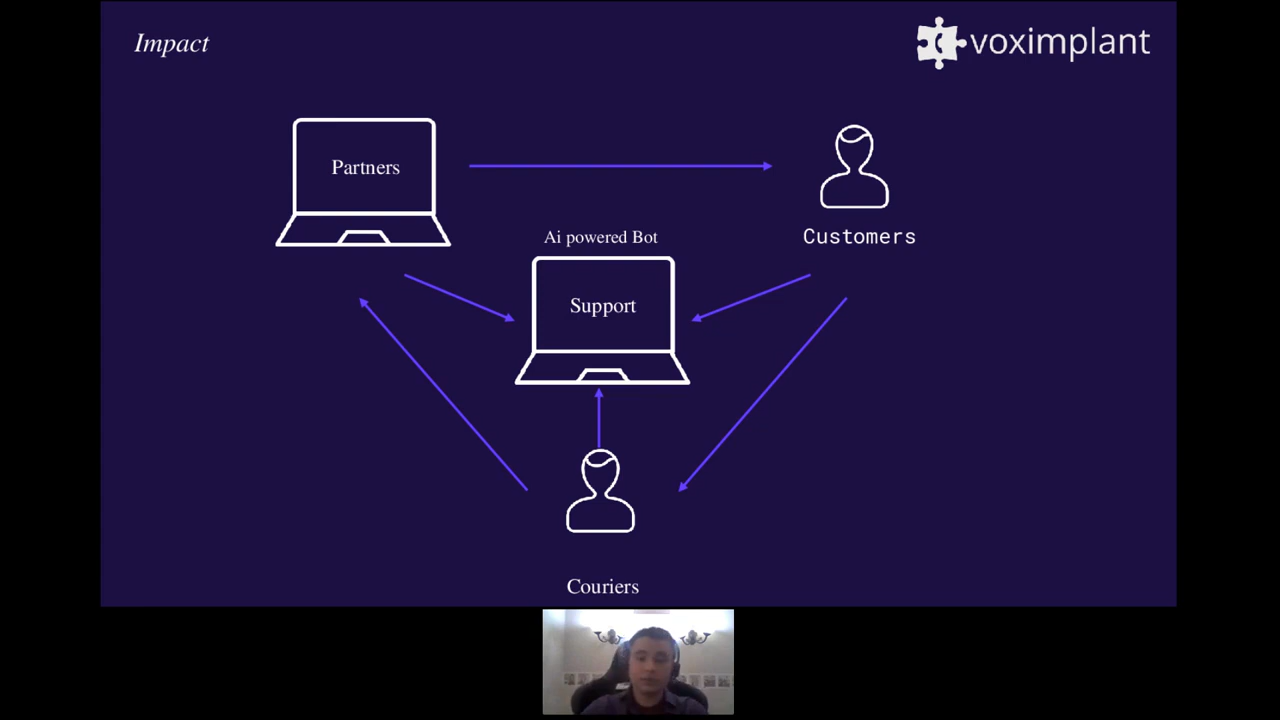 Impact
voximplant
Partners
Customers
Ai powered Bot
Support
Couriers